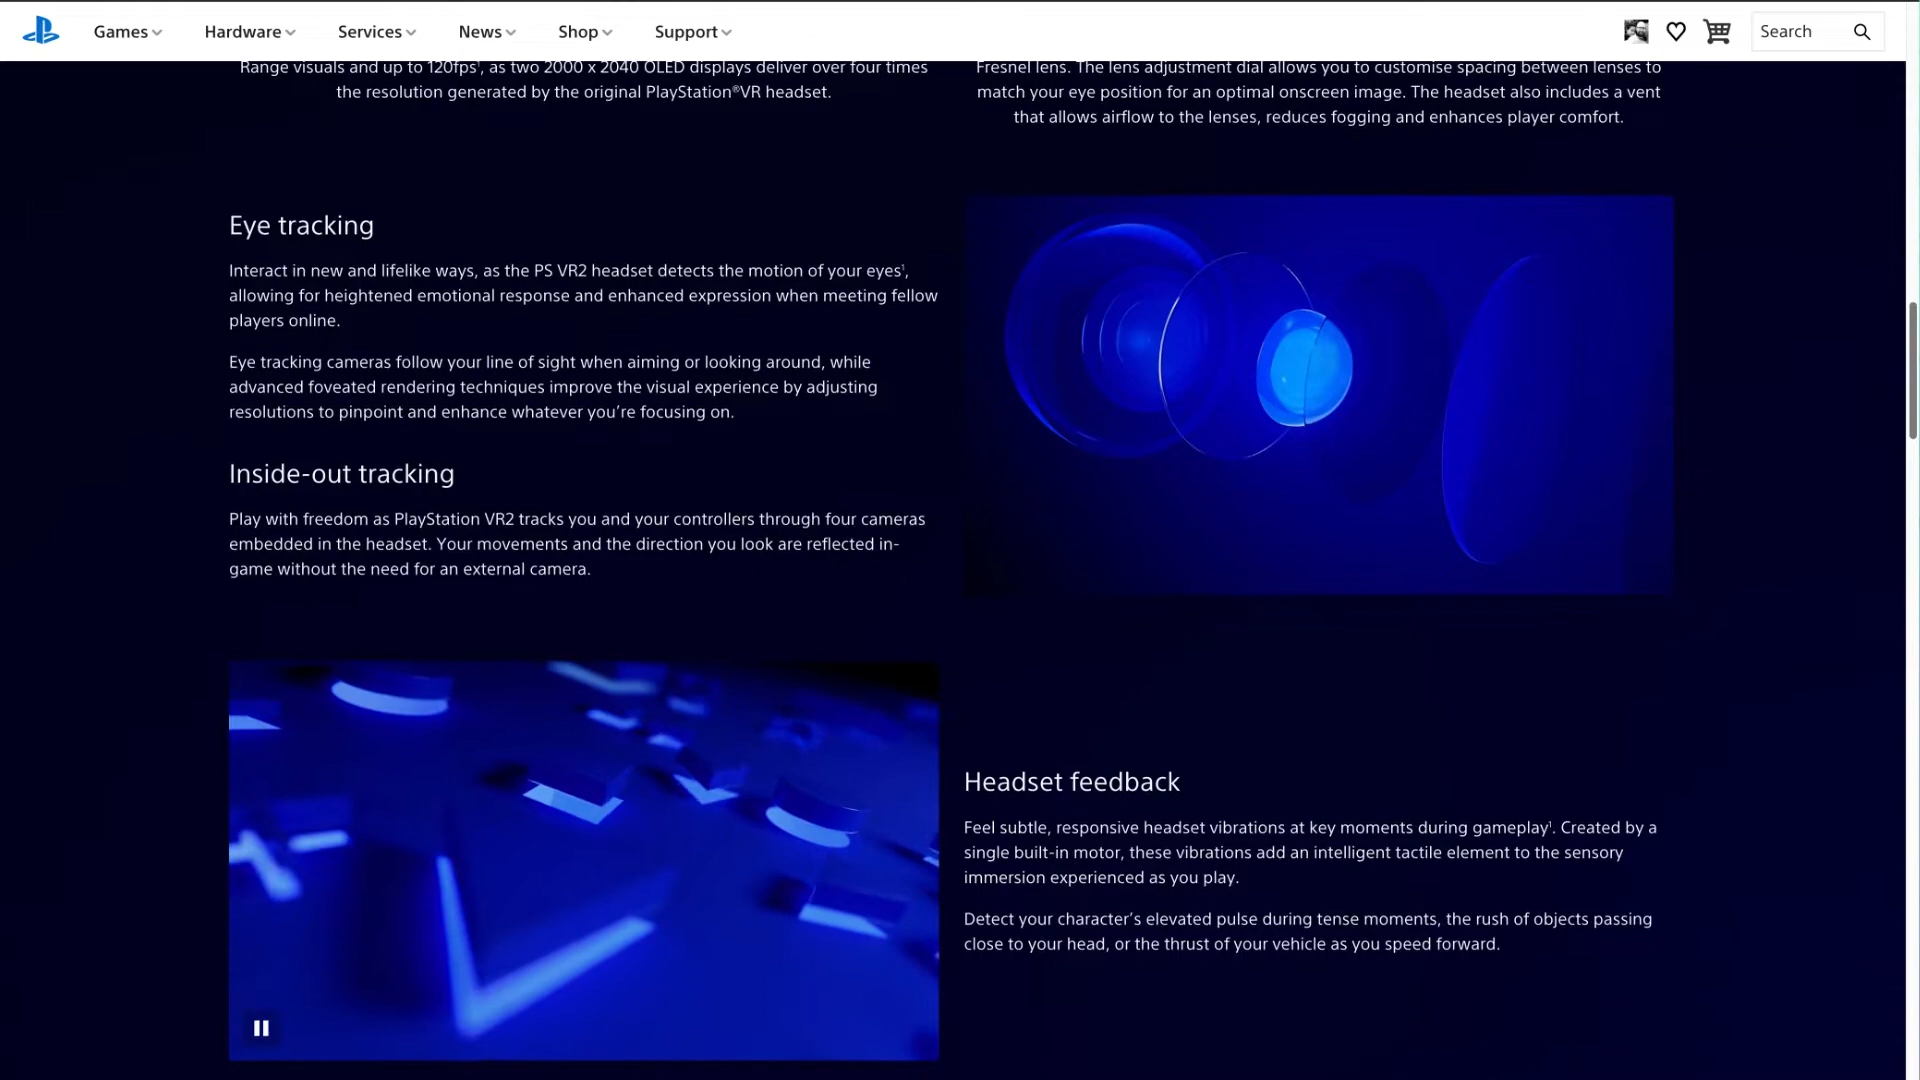 Games
Hardware
Services
News
Shop
Support
Search
Range visuals and up to 120fps¹, as two 2000 x 2040 OLED displays deliver over four times
the resolution generated by the original PlayStation®VR headset.
Fresnel lens. The lens adjustment dial allows you to customise spacing between lenses to
match your eye position for an optimal onscreen image. The headset also includes a vent
that allows airflow to the lenses, reduces fogging and enhances player comfort.
Eye tracking
Interact in new and lifelike ways, as the PS VR2 headset detects the motion of your eyes¹,
allowing for heightened emotional response and enhanced expression when meeting fellow
players online.
Eye tracking cameras follow your line of sight when aiming or looking around, while
advanced foveated rendering techniques improve the visual experience by adjusting
resolutions to pinpoint and enhance whatever you’re focusing on.
Inside-out tracking
Play with freedom as PlayStation VR2 tracks you and your controllers through four cameras
embedded in the headset. Your movements and the direction you look are reflected in-
game without the need for an external camera.
Headset feedback
Feel subtle, responsive headset vibrations at key moments during gameplay¹. Created by a
single built-in motor, these vibrations add an intelligent tactile element to the sensory
immersion experienced as you play.
Detect your character’s elevated pulse during tense moments, the rush of objects passing
close to your head, or the thrust of your vehicle as you speed forward.